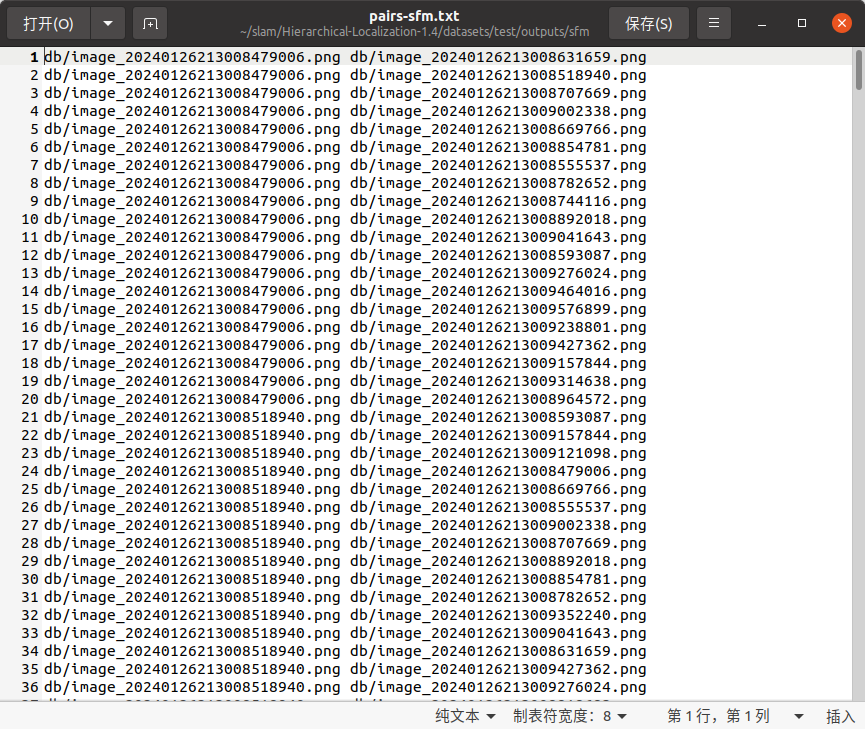 打开(O)
pairs-sfm.txt
~/slam/Hierarchical-Localization-1.4/datasets/test/outputs/sfm
保存(S)
1 db/image_20240126213008479006.png db/image_20240126213008631659.png
2 db/image_20240126213008479006.png db/image_20240126213008518940.png
3 db/image_20240126213008479006.png db/image_20240126213008707669.png
4 db/image_20240126213008479006.png db/image_20240126213009002338.png
5 db/image_20240126213008479006.png db/image_20240126213008669766.png
6 db/image_20240126213008479006.png db/image_20240126213008854781.png
7 db/image_20240126213008479006.png db/image_20240126213008555537.png
8 db/image_20240126213008479006.png db/image_20240126213008782652.png
9 db/image_20240126213008479006.png db/image_20240126213008744116.png
10 db/image_20240126213008479006.png db/image_20240126213008892018.png
11 db/image_20240126213008479006.png db/image_20240126213009041643.png
12 db/image_20240126213008479006.png db/image_20240126213008593087.png
13 db/image_20240126213008479006.png db/image_20240126213009276024.png
14 db/image_20240126213008479006.png db/image_20240126213009464016.png
15 db/image_20240126213008479006.png db/image_20240126213009576899.png
16 db/image_20240126213008479006.png db/image_20240126213009238801.png
17 db/image_20240126213008479006.png db/image_20240126213009427362.png
18 db/image_20240126213008479006.png db/image_20240126213009157844.png
19 db/image_20240126213008479006.png db/image_20240126213009314638.png
20 db/image_20240126213008479006.png db/image_20240126213008964572.png
21 db/image_20240126213008518940.png db/image_20240126213008593087.png
22 db/image_20240126213008518940.png db/image_20240126213009157844.png
23 db/image_20240126213008518940.png db/image_20240126213009121098.png
24 db/image_20240126213008518940.png db/image_20240126213008479006.png
25 db/image_20240126213008518940.png db/image_20240126213008669766.png
26 db/image_20240126213008518940.png db/image_20240126213008555537.png
27 db/image_20240126213008518940.png db/image_20240126213009002338.png
28 db/image_20240126213008518940.png db/image_20240126213008707669.png
29 db/image_20240126213008518940.png db/image_20240126213008892018.png
30 db/image_20240126213008518940.png db/image_20240126213008854781.png
31 db/image_20240126213008518940.png db/image_20240126213008782652.png
32 db/image_20240126213008518940.png db/image_20240126213009352240.png
33 db/image_20240126213008518940.png db/image_20240126213009041643.png
34 db/image_20240126213008518940.png db/image_20240126213008631659.png
35 db/image_20240126213008518940.png db/image_20240126213009427362.png
36 db/image_20240126213008518940.png db/image_20240126213009276024.png
纯文本 制表符宽度：8 第 1 行，第 1 列 插入